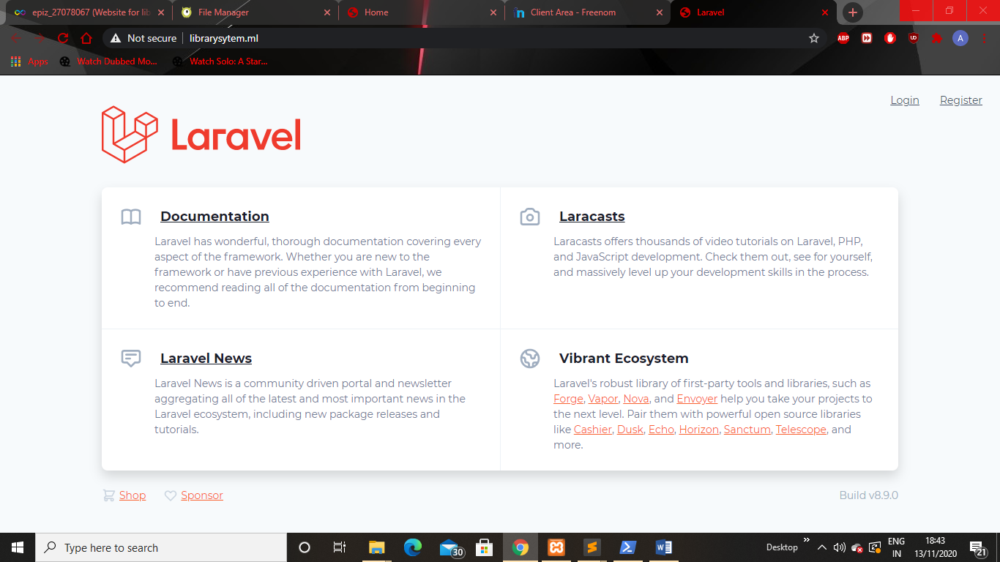 epiz_27078067 (Website for lib
File Manager
Home
Client Area - Freenom
Laravel
Not secure
librarysytem.ml
ABP
A
Apps
Watch Dubbed Mo...
Watch Solo: A Star...
Login
Register
Laravel
Documentation
Laravel has wonderful, thorough documentation covering every
aspect of the framework. Whether you are new to the
framework or have previous experience with Laravel, we
recommend reading all of the documentation from beginning
to end.
Laracasts
Laracasts offers thousands of video tutorials on Laravel, PHP,
and JavaScript development. Check them out, see for yourself,
and massively level up your development skills in the process.
Laravel News
Laravel News is a community driven portal and newsletter
aggregating all of the latest and most important news in the
Laravel ecosystem, including new package releases and
tutorials.
Vibrant Ecosystem
Laravel's robust library of first-party tools and libraries, such as
Forge, Vapor, Nova, and Envoyer help you take your projects to
the next level. Pair them with powerful open source libraries
like Cashier, Dusk, Echo, Horizon, Sanctum, Telescope, and
more.
Shop
Sponsor
Build v8.9.0
Type here to search
30
Desktop
ENG
IN
18:43
13/11/2020
21